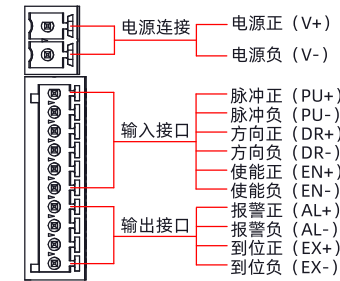 电源连接
电源正（V+）
电源负（V-）
输入接口
脉冲正（PU+）
脉冲负（PU-）
方向正（DR+）
方向负（DR-）
使能正（EN+）
使能负（EN-）
输出接口
报警正（AL+）
报警负（AL-）
到位正（EX+）
到位负（EX-）